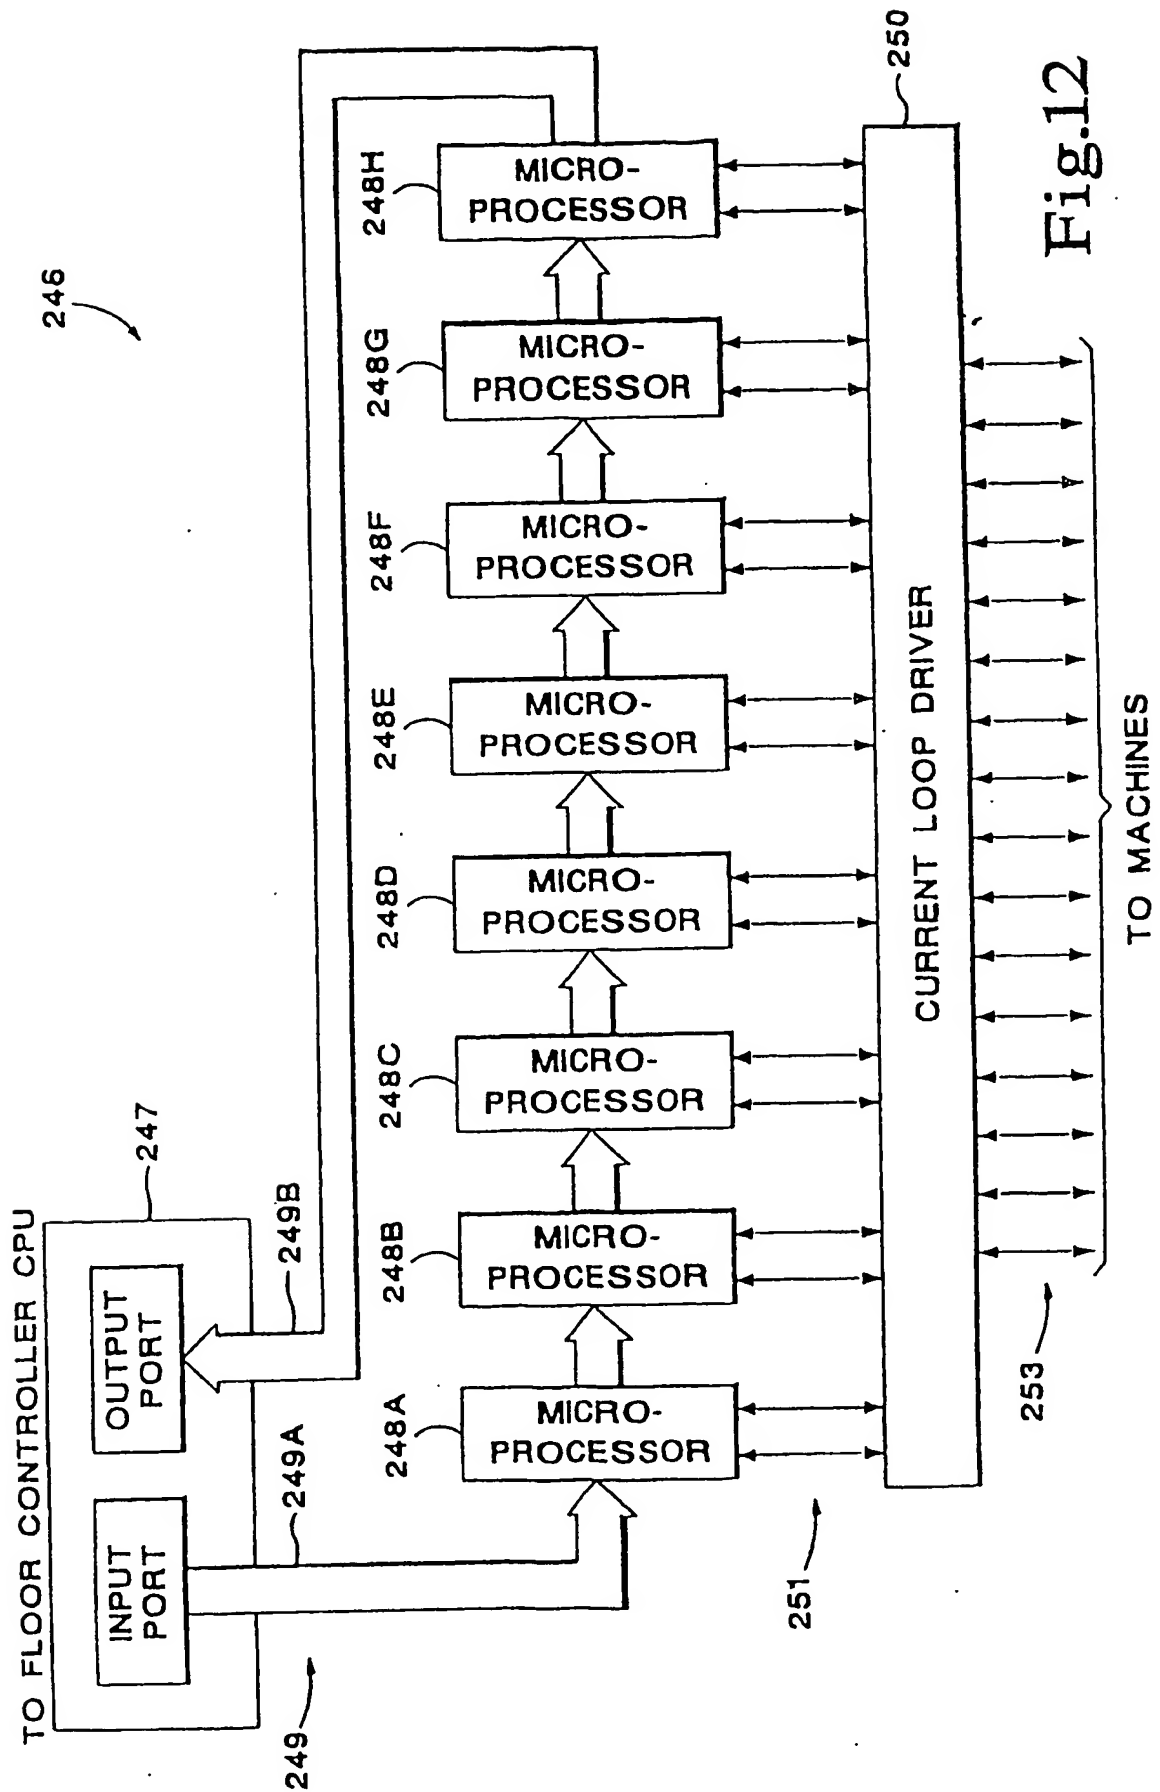 TO FLOOR CONTROLLER CPU
247
INPUT
PORT
OUTPUT
PORT
246
249
249A
249B
248A
248B
248C
248D
248E
248F
248G
248H
MICRO-
PROCESSOR
MICRO-
PROCESSOR
MICRO-
PROCESSOR
MICRO-
PROCESSOR
MICRO-
PROCESSOR
MICRO-
PROCESSOR
MICRO-
PROCESSOR
MICRO-
PROCESSOR
251
CURRENT LOOP DRIVER
250
253
TO MACHINES
Fig.12